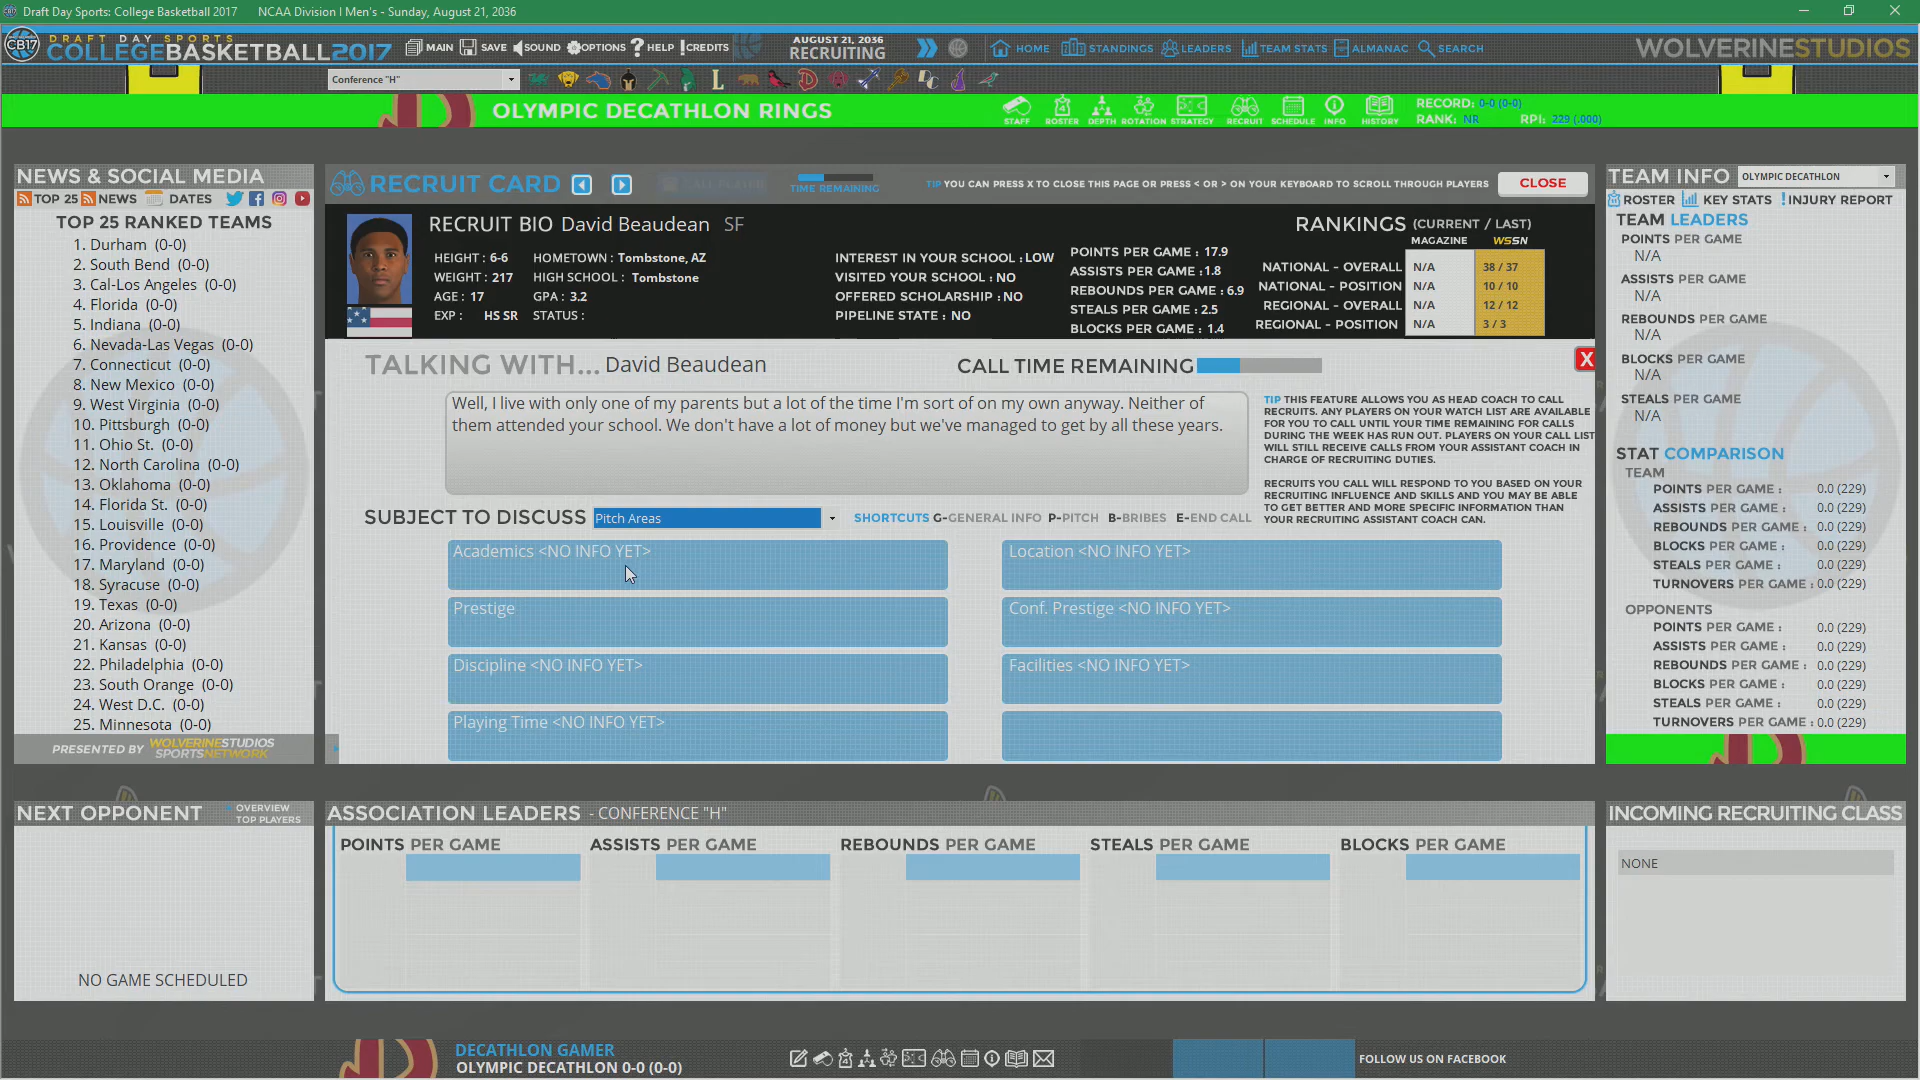 Draft Day Sports: College Basketball 2017 NCAA Division I Men's - Sunday, August 21, 2036
CB17 DRAFT DAY SPORTS
COLLEGEBASKETBALL2017
MAIN SAVE SOUND OPTIONS HELP CREDITS
AUGUST 21, 2036
RECRUITING
HOME STANDINGS LEADERS TEAM STATS ALMANAC SEARCH
WOLVERINESTUDIOS
Conference "H"
OLYMPIC DECATHLON RINGS
STAFF ROSTER DEPTH ROTATION STRATEGY RECRUIT SCHEDULE INFO HISTORY
RECORD: 0-0 (0-0)
RANK: NR RPI: 229 (.000)
NEWS & SOCIAL MEDIA
TOP 25 NEWS DATES
TOP 25 RANKED TEAMS
1. Durham (0-0)
2. South Bend (0-0)
3. Cal-Los Angeles (0-0)
4. Florida (0-0)
5. Indiana (0-0)
6. Nevada-Las Vegas (0-0)
7. Connecticut (0-0)
8. New Mexico (0-0)
9. West Virginia (0-0)
10. Pittsburgh (0-0)
11. Ohio St. (0-0)
12. North Carolina (0-0)
13. Oklahoma (0-0)
14. Florida St. (0-0)
15. Louisville (0-0)
16. Providence (0-0)
17. Maryland (0-0)
18. Syracuse (0-0)
19. Texas (0-0)
20. Arizona (0-0)
21. Kansas (0-0)
22. Philadelphia (0-0)
23. South Orange (0-0)
24. West D.C. (0-0)
25. Minnesota (0-0)
PRESENTED BY WOLVERINESTUDIOS
SPORTSNETWORK
RECRUIT CARD
CALL PLAYER
TIME REMAINING
TIP YOU CAN PRESS X TO CLOSE THIS PAGE OR PRESS < OR > ON YOUR KEYBOARD TO SCROLL THROUGH PLAYERS
CLOSE
RECRUIT BIO David Beaudean SF
HEIGHT : 6-6
WEIGHT : 217
AGE : 17
EXP : HS SR
HOMETOWN : Tombstone, AZ
HIGH SCHOOL : Tombstone
GPA : 3.2
STATUS :
INTEREST IN YOUR SCHOOL : LOW
VISITED YOUR SCHOOL : NO
OFFERED SCHOLARSHIP : NO
PIPELINE STATE : NO
POINTS PER GAME : 17.9
ASSISTS PER GAME : 1.8
REBOUNDS PER GAME : 6.9
STEALS PER GAME : 2.5
BLOCKS PER GAME : 1.4
RANKINGS (CURRENT / LAST)
MAGAZINE WSSN
NATIONAL - OVERALL N/A 38 / 37
NATIONAL - POSITION N/A 10 / 10
REGIONAL - OVERALL N/A 12 / 12
REGIONAL - POSITION N/A 3 / 3
TALKING WITH... David Beaudean
CALL TIME REMAINING
X
Well, I live with only one of my parents but a lot of the time I'm sort of on my own anyway. Neither of
them attended your school. We don't have a lot of money but we've managed to get by all these years.
TIP THIS FEATURE ALLOWS YOU AS HEAD COACH TO CALL
RECRUITS. ANY PLAYERS ON YOUR WATCH LIST ARE AVAILABLE
FOR YOU TO CALL UNTIL YOUR TIME REMAINING FOR CALLS
DURING THE WEEK HAS RUN OUT. PLAYERS ON YOUR CALL LIST
WILL STILL RECEIVE CALLS FROM YOUR ASSISTANT COACH IN
CHARGE OF RECRUITING DUTIES.
RECRUITS YOU CALL WILL RESPOND TO YOU BASED ON YOUR
RECRUITING INFLUENCE AND SKILLS AND YOU MAY BE ABLE
TO GET BETTER AND MORE SPECIFIC INFORMATION THAN
YOUR RECRUITING ASSISTANT COACH CAN.
SUBJECT TO DISCUSS Pitch Areas
SHORTCUTS G-GENERAL INFO P-PITCH B-BRIBES E-END CALL
Academics <NO INFO YET>
Location <NO INFO YET>
Prestige
Conf. Prestige <NO INFO YET>
Discipline <NO INFO YET>
Facilities <NO INFO YET>
Playing Time <NO INFO YET>
TEAM INFO OLYMPIC DECATHLON
ROSTER KEY STATS INJURY REPORT
TEAM LEADERS
POINTS PER GAME
N/A
ASSISTS PER GAME
N/A
REBOUNDS PER GAME
N/A
BLOCKS PER GAME
N/A
STEALS PER GAME
N/A
STAT COMPARISON
TEAM
POINTS PER GAME : 0.0 (229)
ASSISTS PER GAME : 0.0 (229)
REBOUNDS PER GAME : 0.0 (229)
BLOCKS PER GAME : 0.0 (229)
STEALS PER GAME : 0.0 (229)
TURNOVERS PER GAME : 0.0 (229)
OPPONENTS
POINTS PER GAME : 0.0 (229)
ASSISTS PER GAME : 0.0 (229)
REBOUNDS PER GAME : 0.0 (229)
BLOCKS PER GAME : 0.0 (229)
STEALS PER GAME : 0.0 (229)
TURNOVERS PER GAME : 0.0 (229)
NEXT OPPONENT
OVERVIEW
TOP PLAYERS
NO GAME SCHEDULED
ASSOCIATION LEADERS - CONFERENCE "H"
POINTS PER GAME ASSISTS PER GAME REBOUNDS PER GAME STEALS PER GAME BLOCKS PER GAME
INCOMING RECRUITING CLASS
NONE
DECATHLON GAMER
OLYMPIC DECATHLON 0-0 (0-0)
FOLLOW US ON FACEBOOK